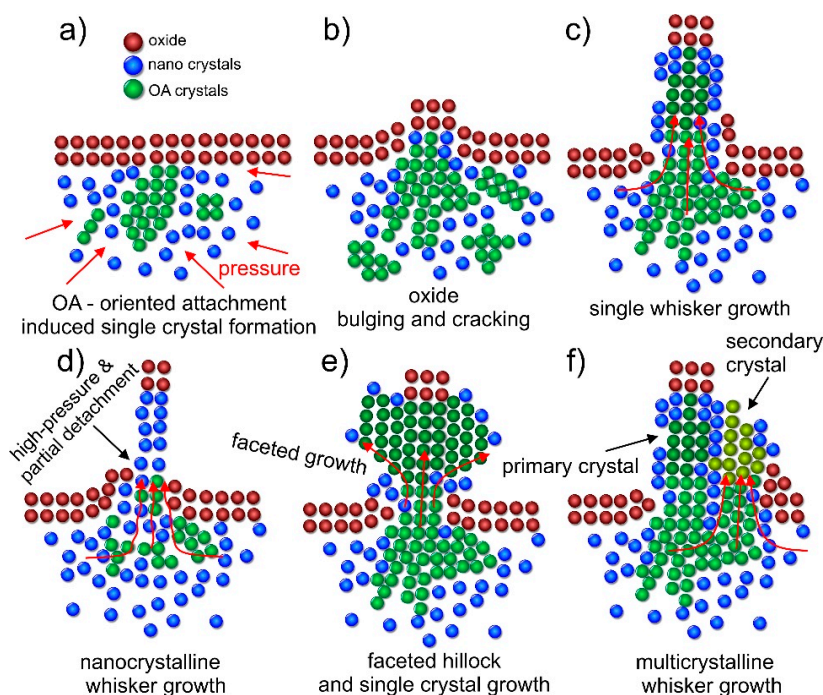 a)
oxide
nano crystals
OA crystals
pressure
OA - oriented attachment
induced single crystal formation
b)
oxide
bulging and cracking
c)
single whisker growth
d)
high-pressure &
partial detachment
nanocrystalline
whisker growth
e)
faceted growth
faceted hillock
and single crystal growth
f)
secondary
crystal
primary crystal
multicrystalline
whisker growth